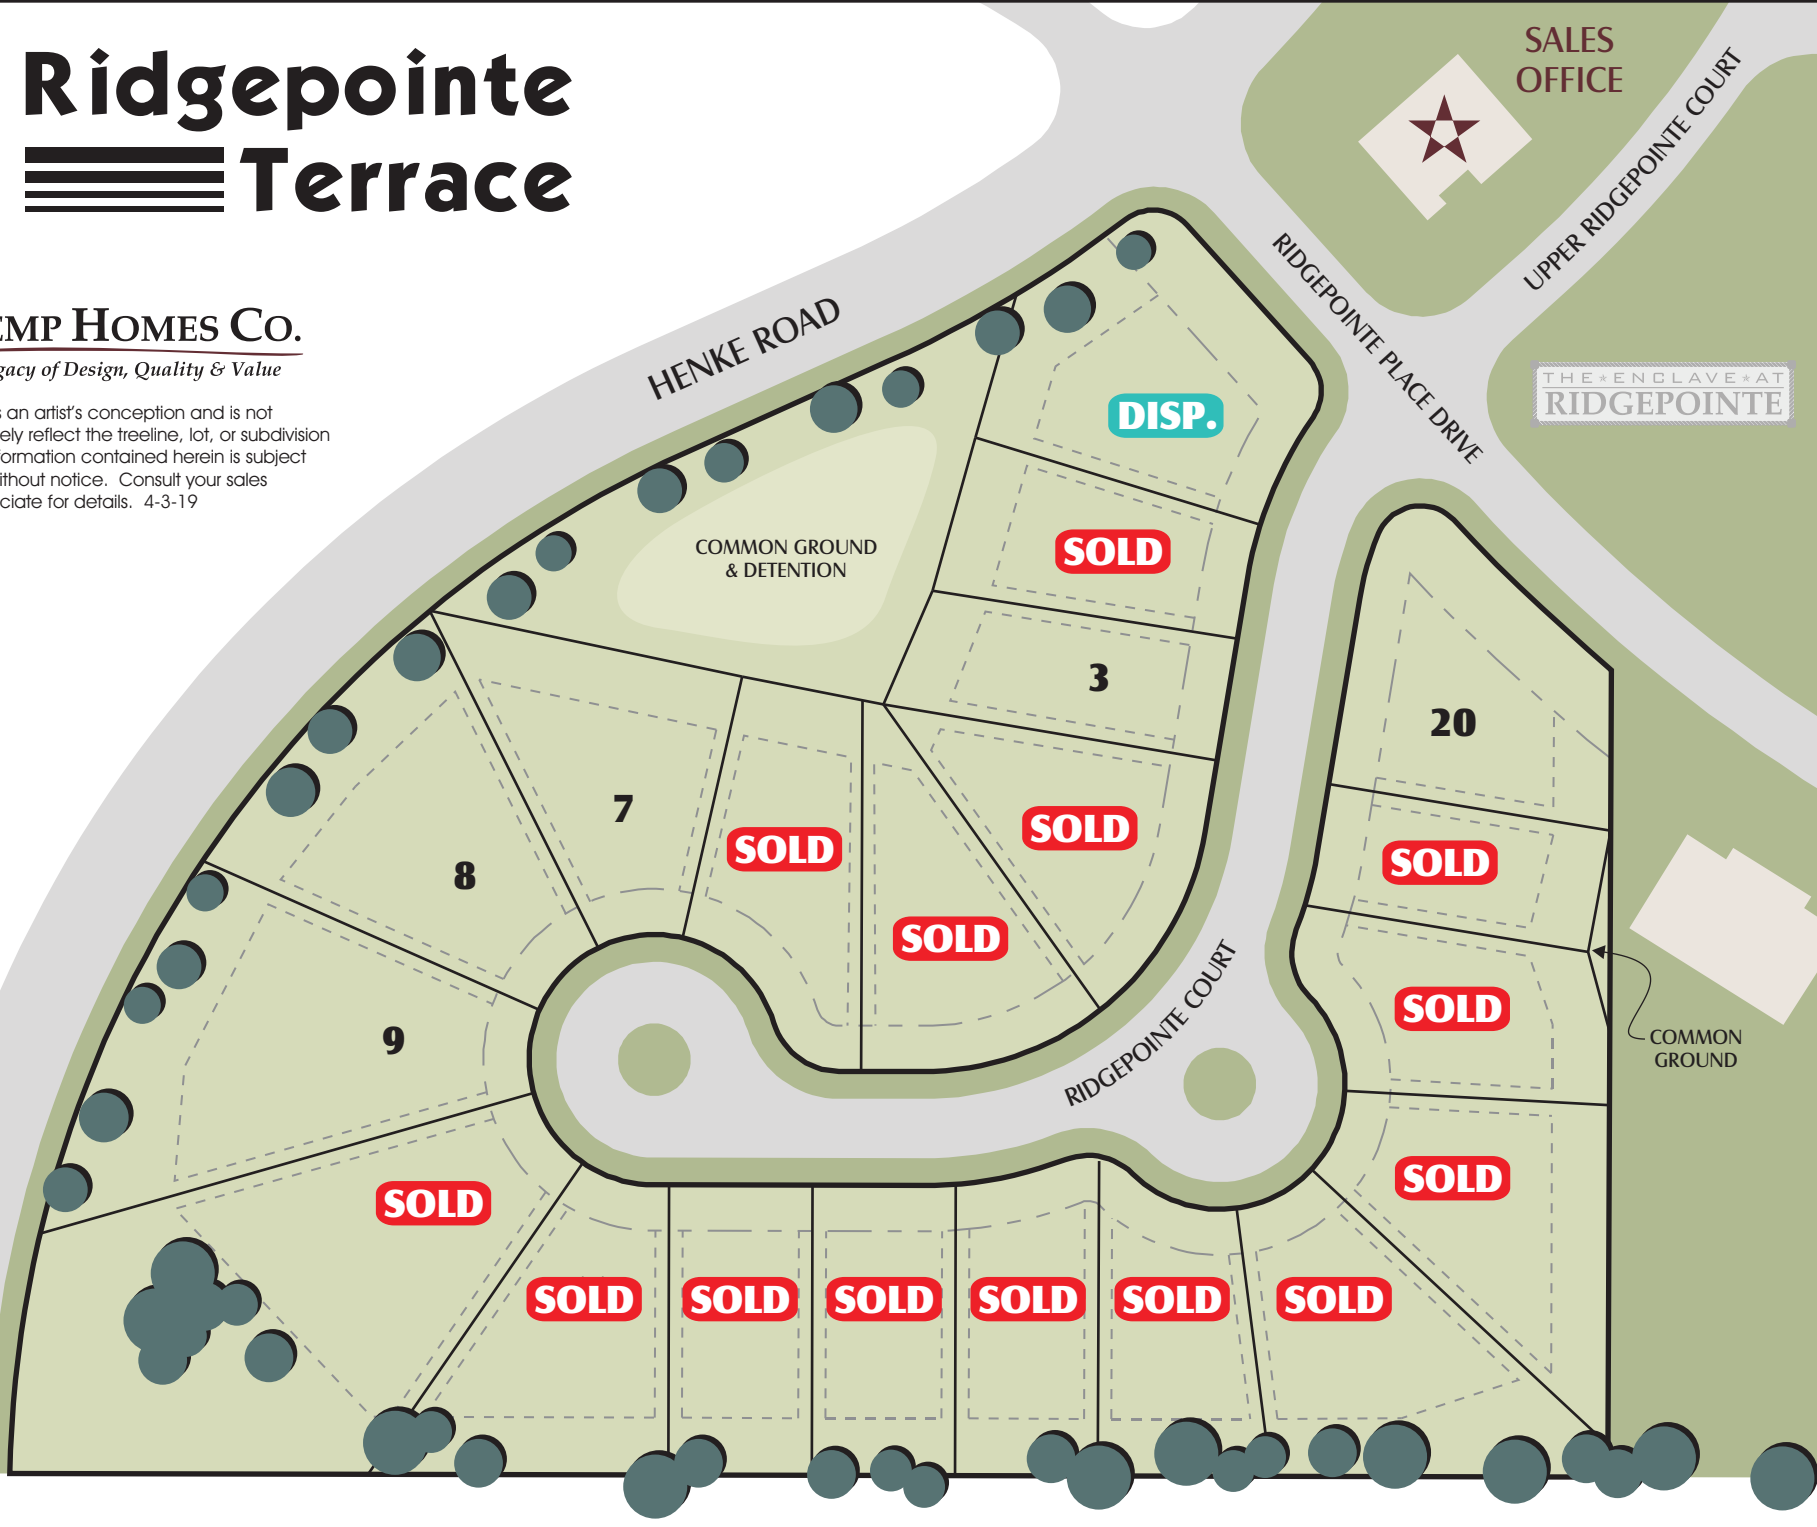 Ridgepointe
Terrace
EMP HOMES CO.
gacy of Design, Quality & Value
s an artist's conception and is not
ely reflect the treeline, lot, or subdivision
formation contained herein is subject
ithout notice. Consult your sales
ciate for details. 4-3-19
SALES
OFFICE
UPPER RIDGEPOINTE COURT
RIDGEPOINTE PLACE DRIVE
HENKE ROAD
THE ENCLAVE AT
RIDGEPOINTE
DISP.
COMMON GROUND
& DETENTION
SOLD
3
20
7
SOLD
SOLD
SOLD
8
SOLD
SOLD
9
RIDGEPOINTE COURT
COMMON
GROUND
SOLD
SOLD
SOLD
SOLD
SOLD
SOLD
SOLD
SOLD
SOLD